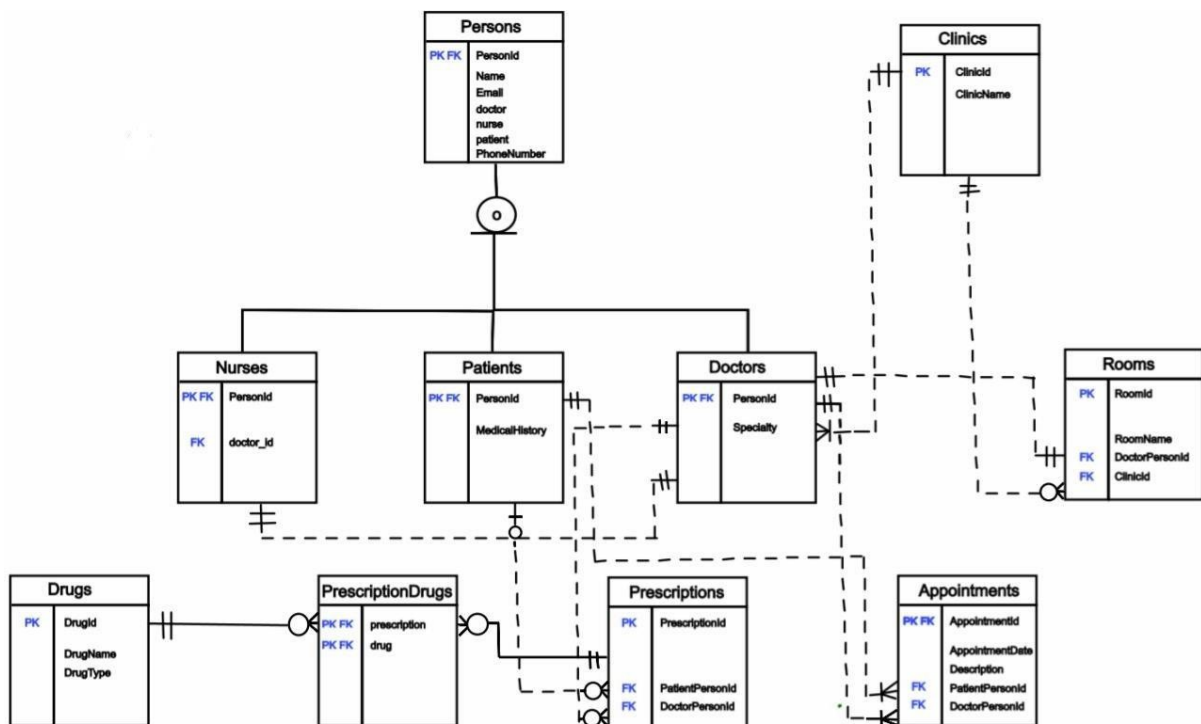 Persons
PK FK PersonId
Name
Email
doctor
nurse
patient
PhoneNumber
o
Clinics
PK ClinicId
ClinicName
Nurses
PK FK PersonId
FK doctor_id
Patients
PK FK PersonId
MedicalHistory
Doctors
PK FK PersonId
Specialty
Rooms
PK RoomId
RoomName
FK DoctorPersonId
FK ClinicId
Drugs
PK DrugId
DrugName
DrugType
PrescriptionDrugs
PK FK prescription
PK FK drug
Prescriptions
PK PrescriptionId
FK PatientPersonId
FK DoctorPersonId
Appointments
PK FK AppointmentId
AppointmentDate
Description
FK PatientPersonId
FK DoctorPersonId